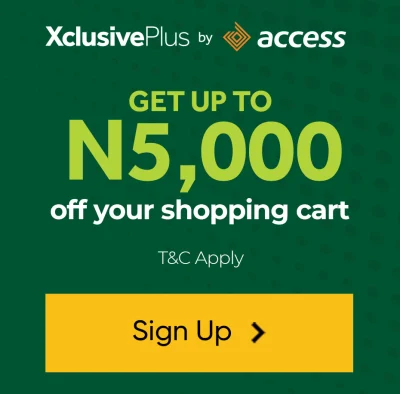 XclusivePlus by access
GET UP TO
N5,000
off your shopping cart
T&C Apply
Sign Up